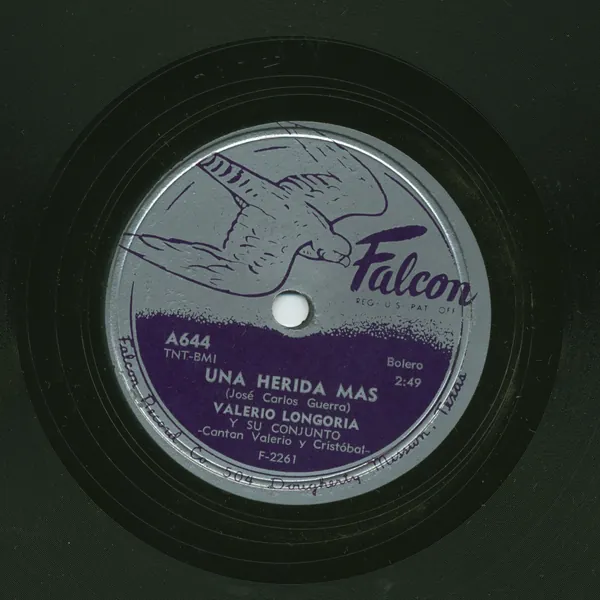 Falcon
REG. U.S. PAT. OFF.
A644
TNT-BMI
Bolero
2:49
UNA HERIDA MAS
(José Carlos Guerra)
VALERIO LONGORIA
Y SU CONJUNTO
-Cantan Valerio y Cristóbal-
F-2261
Falcon Record Co 504 Dougherty, Mission, Texas